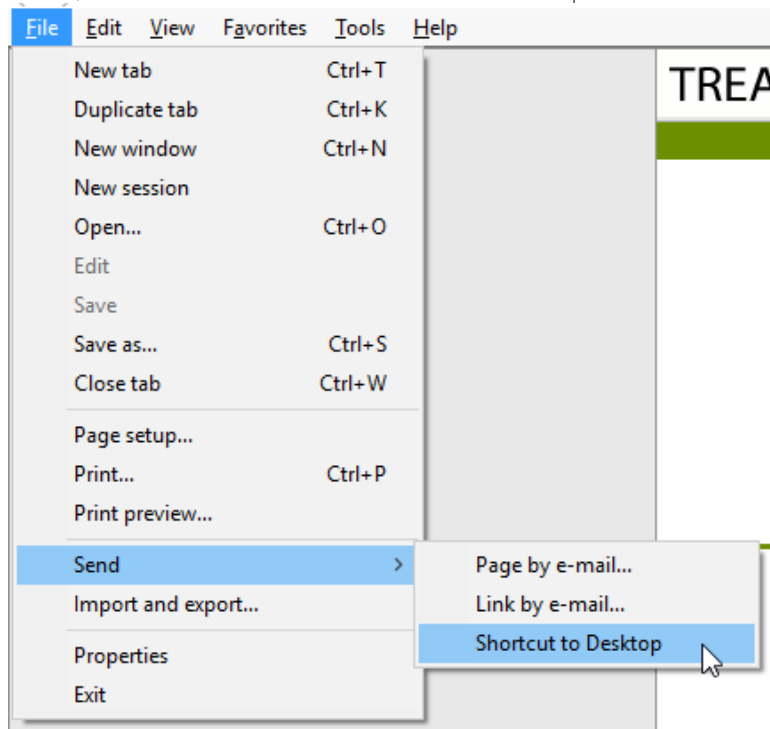 File Edit View Favorites Tools Help
TREA
New tab Ctrl+T
Duplicate tab Ctrl+K
New window Ctrl+N
New session
Open... Ctrl+O
Edit
Save
Save as... Ctrl+S
Close tab Ctrl+W
Page setup...
Print... Ctrl+P
Print preview...
Send >
Page by e-mail...
Import and export...
Link by e-mail...
Shortcut to Desktop
Properties
Exit